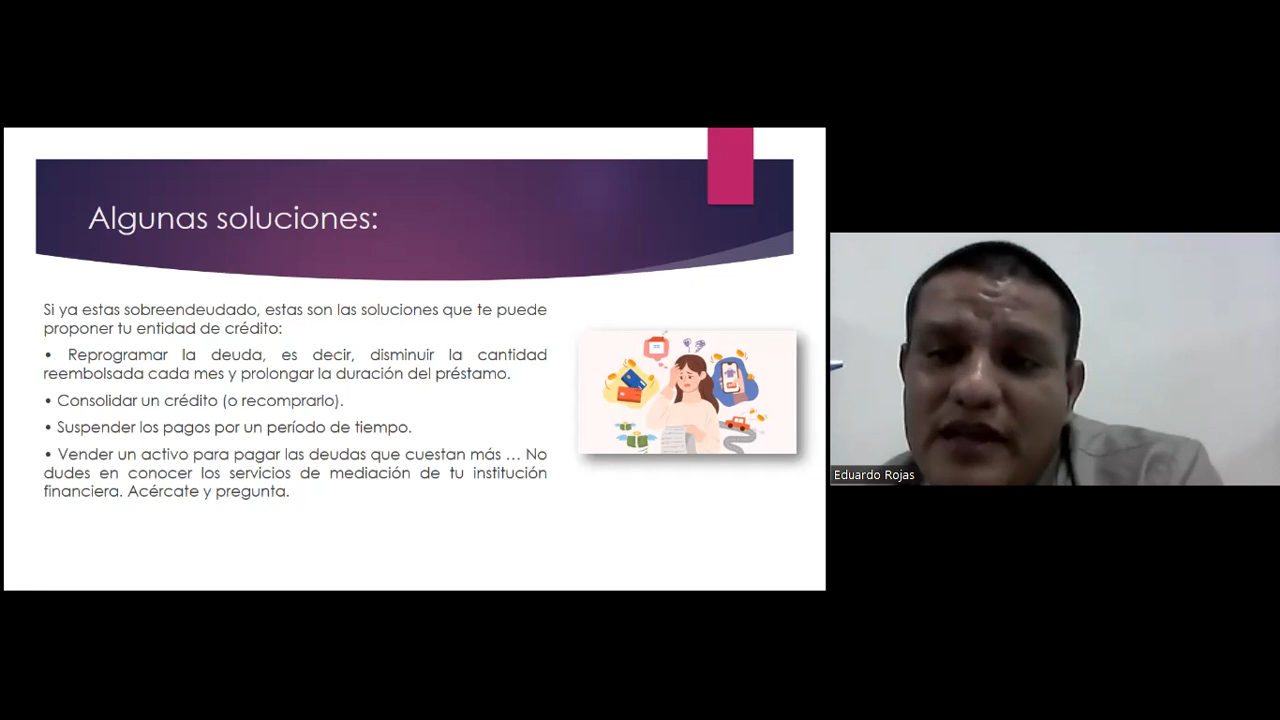 Algunas soluciones:
Si ya estas sobreendeudado, estas son las soluciones que te puede
proponer tu entidad de crédito:
• Reprogramar la deuda, es decir, disminuir la cantidad
reembolsada cada mes y prolongar la duración del préstamo.
• Consolidar un crédito (o recomprarlo).
• Suspender los pagos por un período de tiempo.
• Vender un activo para pagar las deudas que cuestan más … No
dudes en conocer los servicios de mediación de tu institución
financiera. Acércate y pregunta.
Eduardo Rojas